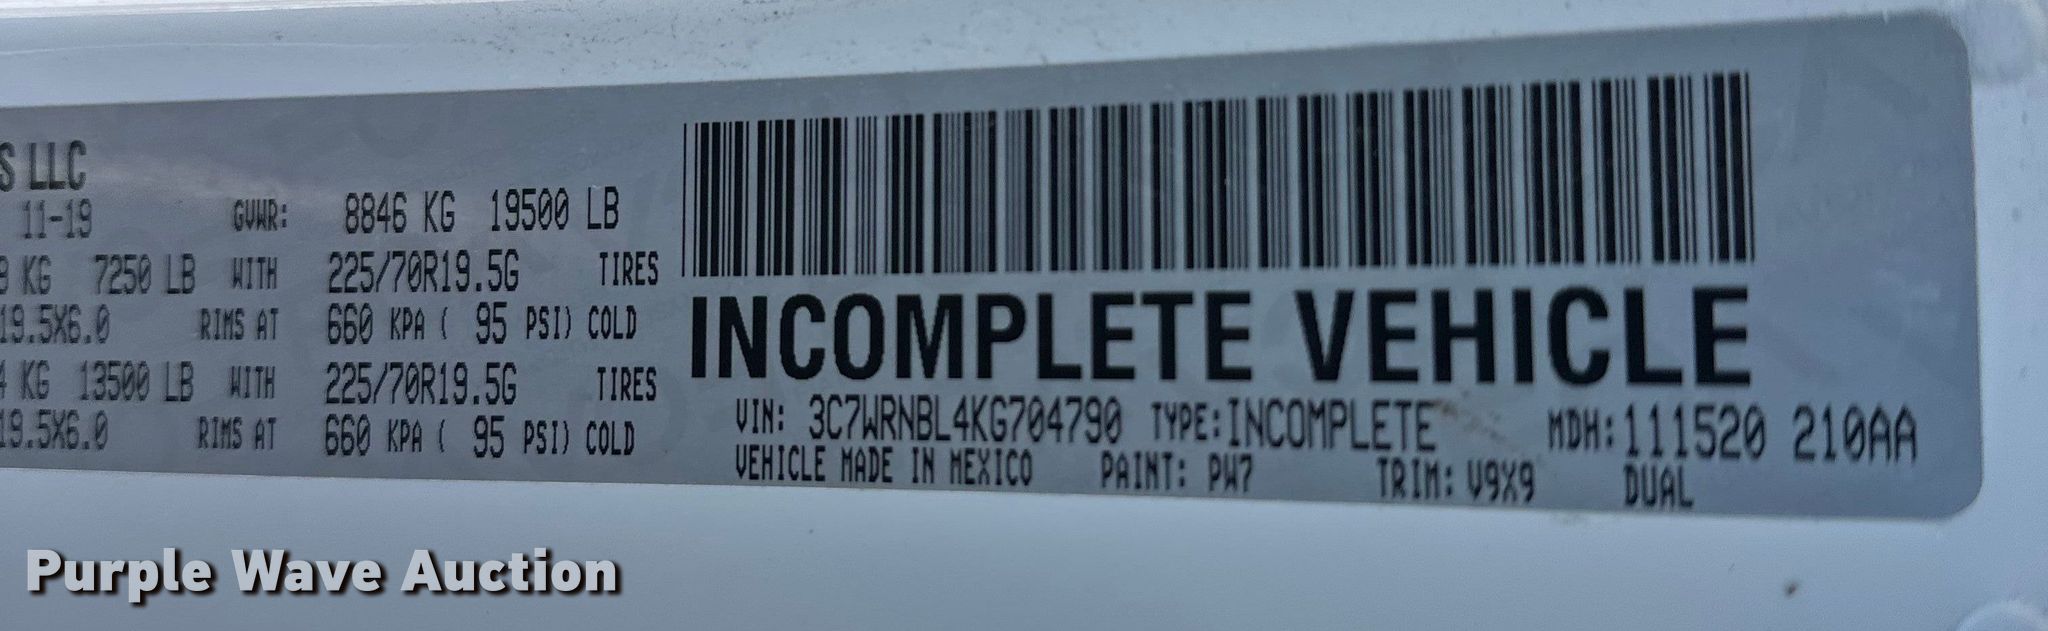 S LLC
11-19 GVWR: 8846 KG 19500 LB
KG 7250 LB WITH 225/70R19.5G TIRES
19.5X6.0 RIMS AT 660 KPA ( 95 PSI) COLD
KG 13500 LB WITH 225/70R19.5G TIRES
19.5X6.0 RIMS AT 660 KPA ( 95 PSI) COLD
INCOMPLETE VEHICLE
VIN: 3C7WRNBL4KG704790 TYPE: INCOMPLETE MDH: 111520 210AA
VEHICLE MADE IN MEXICO PAINT: PW7 TRIM: V9X9 DUAL
Purple Wave Auction